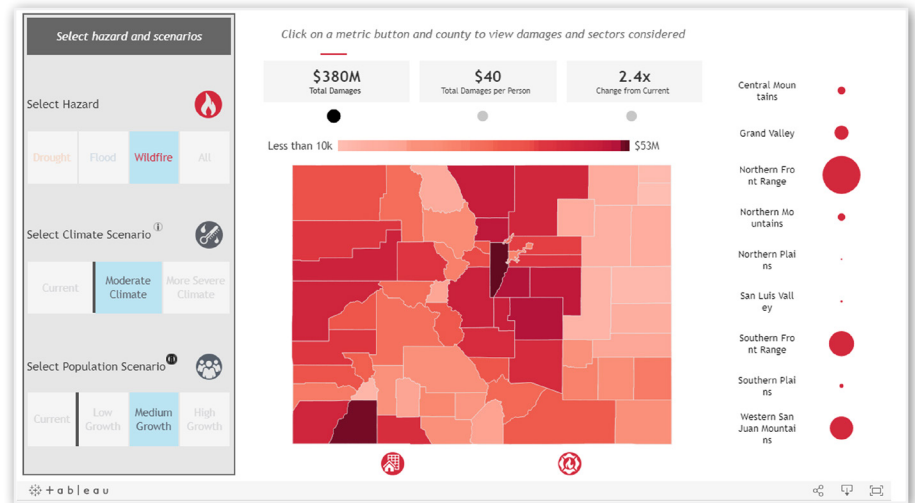 Select hazard and scenarios
Click on a metric button and county to view damages and sectors considered
Select Hazard
Drought
Flood
Wildfire
All
Select Climate Scenario
Current
Moderate
Climate
More Severe
Climate
Select Population Scenario
Current
Low
Growth
Medium
Growth
High
Growth
$380M
Total Damages
$40
Total Damages per Person
2.4x
Change from Current
Less than 10k
$53M
Central Moun
tains
Grand Valley
Northern Fro
nt Range
Northern Mo
untains
Northern Plai
ns
San Luis Vall
ey
Southern Fro
nt Range
Southern Plai
ns
Western San
Juan Mountai
ns
+ableau